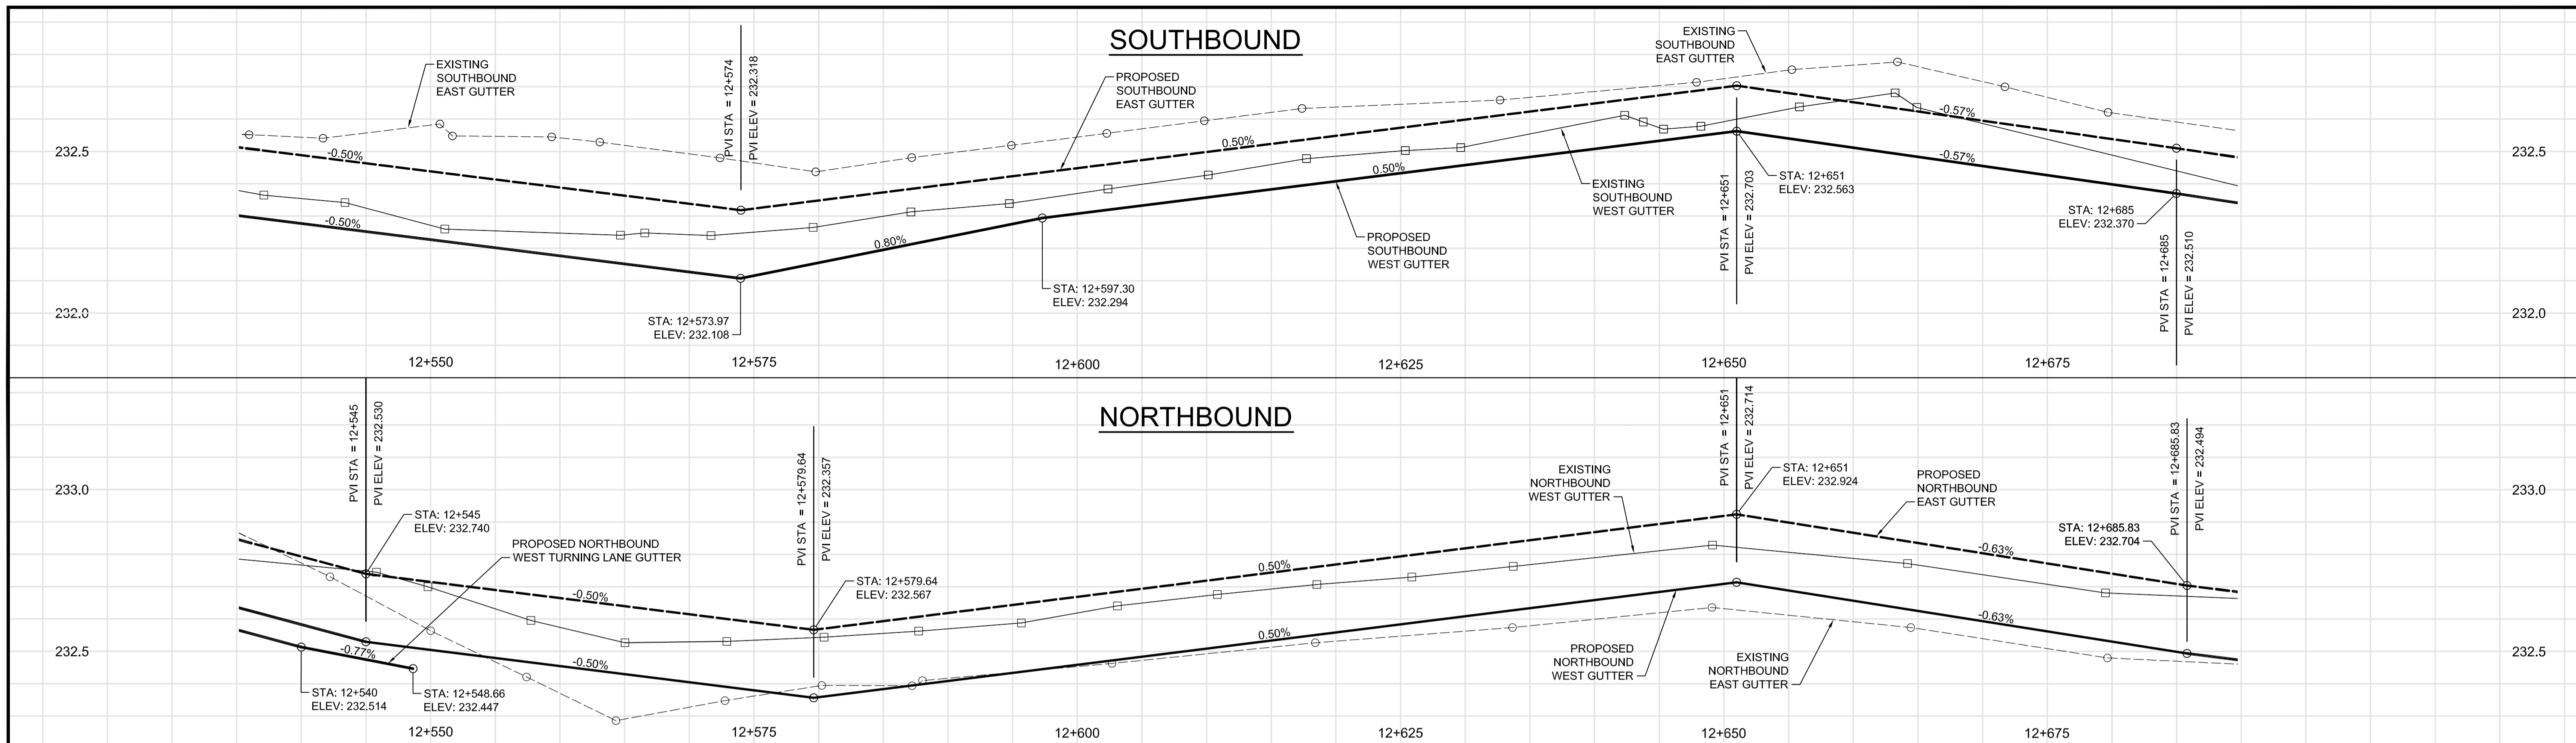 SOUTHBOUND
EXISTING
SOUTHBOUND
EAST GUTTER
PVI STA = 12+574
PVI ELEV = 232.318
PROPOSED
SOUTHBOUND
EAST GUTTER
EXISTING
SOUTHBOUND
EAST GUTTER
232.5
-0.50%
0.50%
-0.57%
232.5
-0.50%
0.80%
0.50%
-0.57%
EXISTING
SOUTHBOUND
WEST GUTTER
PVI STA = 12+651
PVI ELEV = 232.703
STA: 12+651
ELEV: 232.563
STA: 12+685
ELEV: 232.370
PROPOSED
SOUTHBOUND
WEST GUTTER
PVI STA = 12+685
PVI ELEV = 232.510
STA: 12+597.30
ELEV: 232.294
232.0
232.0
STA: 12+573.97
ELEV: 232.108
12+550
12+575
12+600
12+625
12+650
12+675
NORTHBOUND
PVI STA = 12+545
PVI ELEV = 232.530
PVI STA = 12+579.64
PVI ELEV = 232.357
PVI STA = 12+651
PVI ELEV = 232.714
PVI STA = 12+685.83
PVI ELEV = 232.494
233.0
EXISTING
NORTHBOUND
WEST GUTTER
STA: 12+651
ELEV: 232.924
PROPOSED
NORTHBOUND
EAST GUTTER
233.0
STA: 12+545
ELEV: 232.740
PROPOSED NORTHBOUND
WEST TURNING LANE GUTTER
STA: 12+685.83
ELEV: 232.704
-0.50%
STA: 12+579.64
ELEV: 232.567
0.50%
-0.63%
232.5
-0.77%
-0.50%
0.50%
-0.63%
232.5
PROPOSED
NORTHBOUND
WEST GUTTER
EXISTING
NORTHBOUND
EAST GUTTER
STA: 12+540
ELEV: 232.514
STA: 12+548.66
ELEV: 232.447
12+550
12+575
12+600
12+625
12+650
12+675